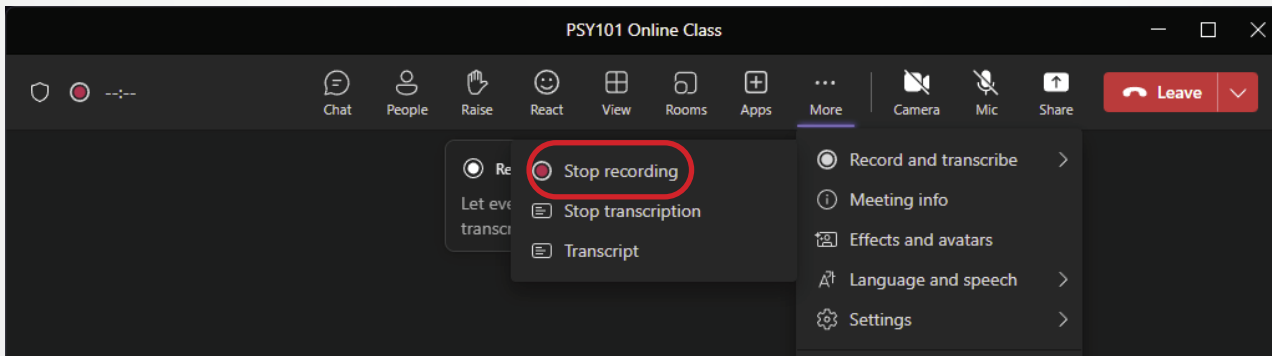 PSY101 Online Class
--:--
Chat People Raise React View Rooms Apps More Camera Mic Share Leave
Stop recording
Stop transcription
Transcript
Let
Record and transcribe
Meeting info
Effects and avatars
Language and speech
Settings